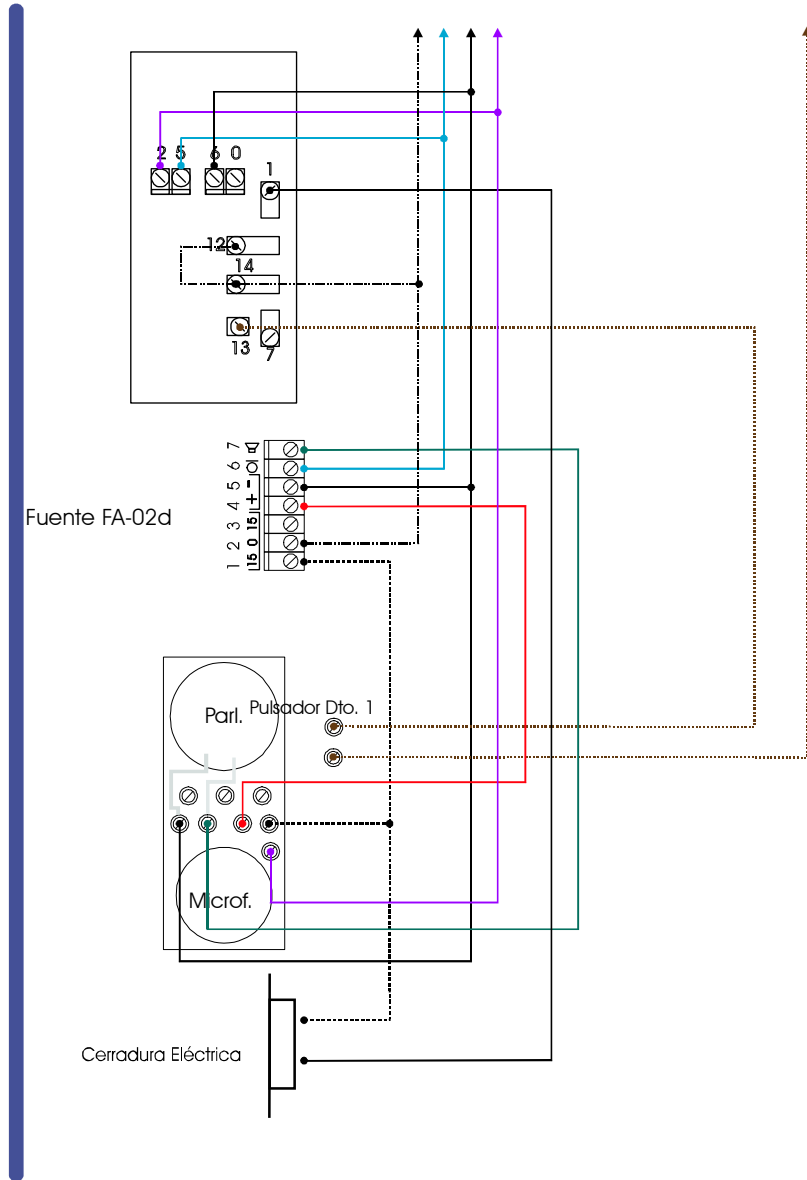 2 5 6 0
1
12
14
13
7
7
6
5 + -
4
3 15
2 0
1 15
Fuente FA-02d
Parl.
Pulsador Dto. 1
Microf.
Cerradura Eléctrica